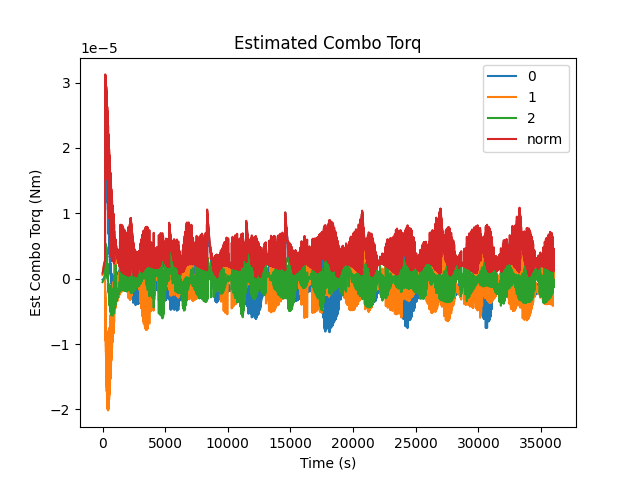 Estimated Combo Torq
1e−5
3
2
1
0
−1
−2
Est Combo Torq (Nm)
0
1
2
norm
0 5000 10000 15000 20000 25000 30000 35000
Time (s)